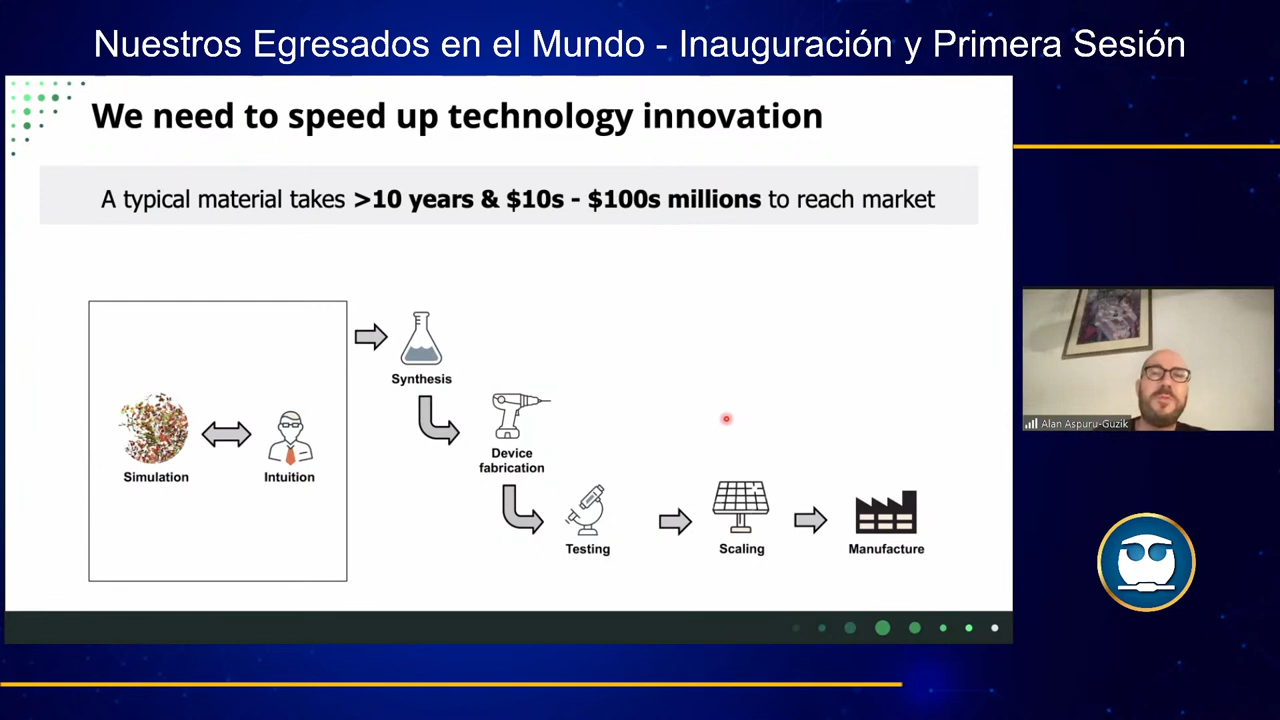 Nuestros Egresados en el Mundo - Inauguración y Primera Sesión
We need to speed up technology innovation
A typical material takes >10 years & $10s - $100s millions to reach market
Synthesis
Device
fabrication
Simulation
Intuition
Testing
Scaling
Manufacture
Alan Aspuru-Guzik